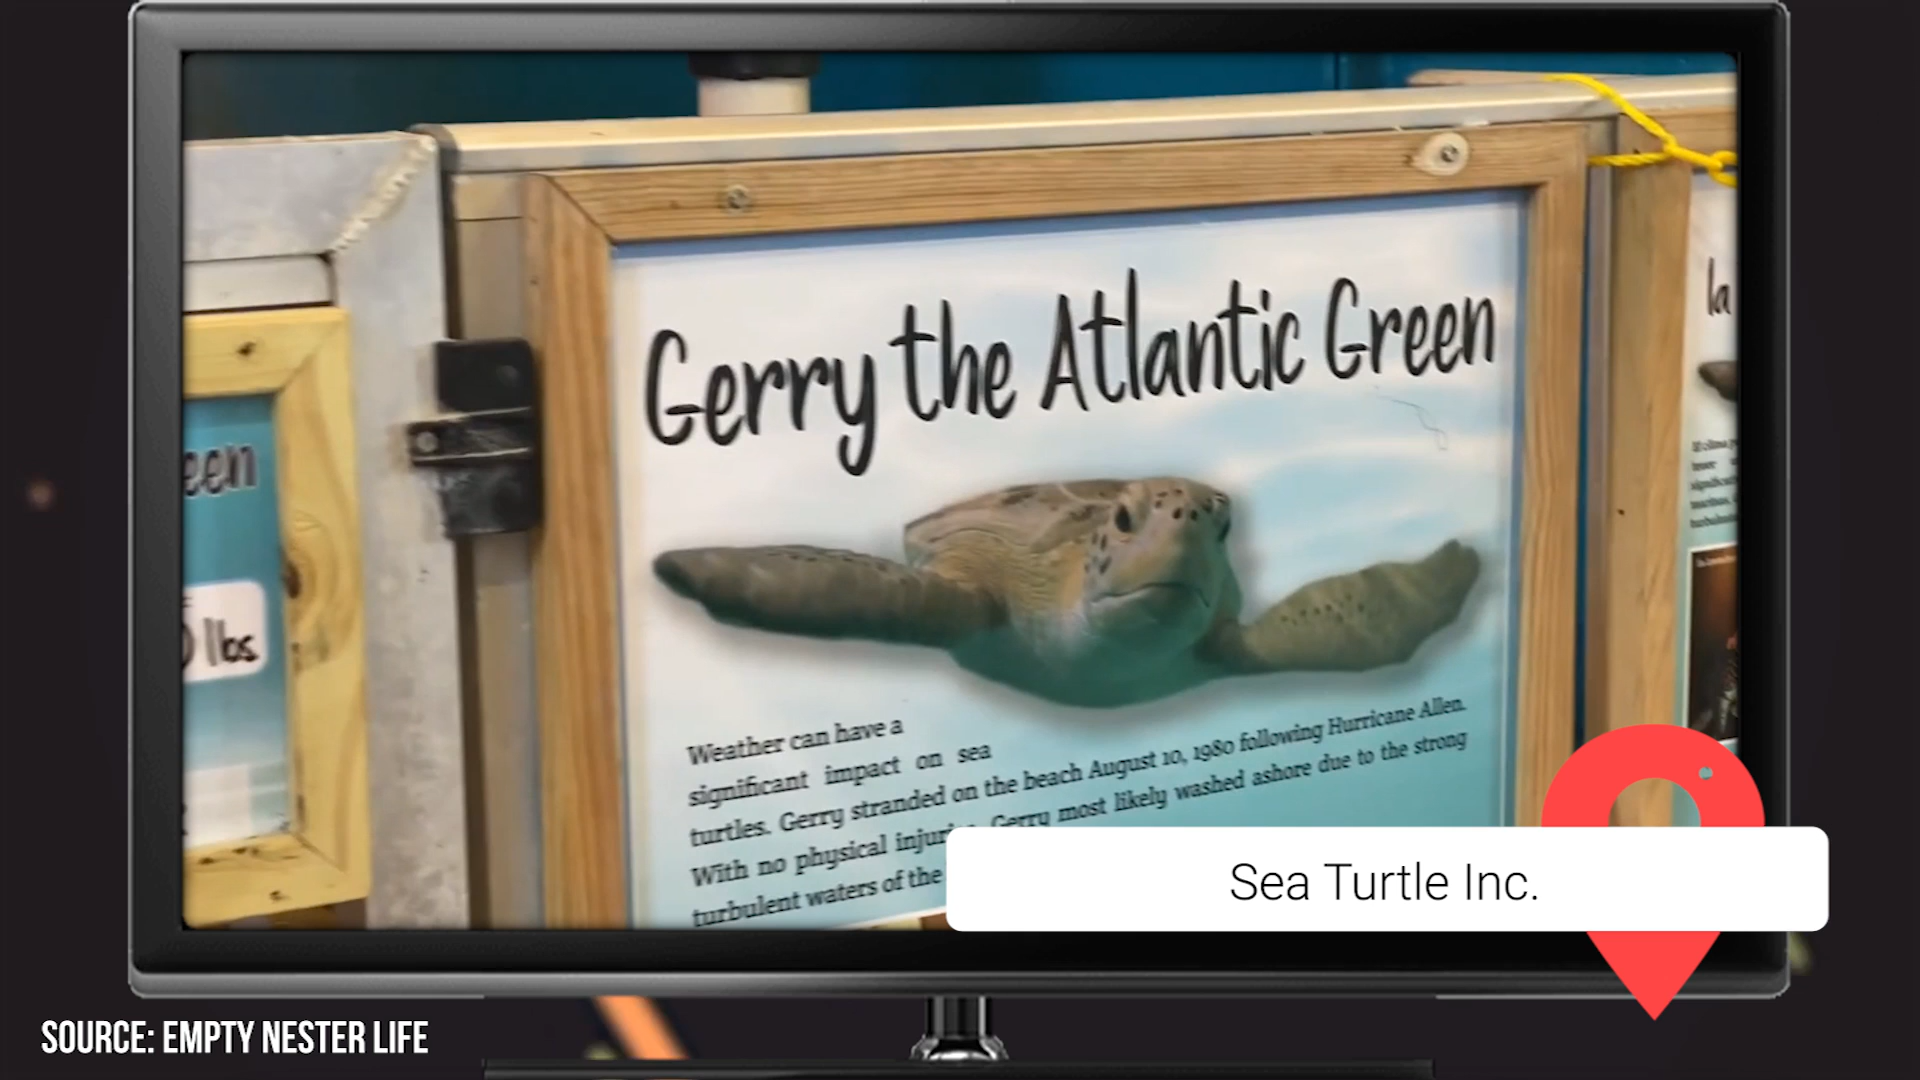 Gerry the Atlantic Green
een
lbs
la
Weather can have a
significant impact on sea
turtles. Gerry stranded on the beach August 10, 1980 following Hurricane Allen.
With no physical Gerry most likely washed ashore due to the strong
turbulent waters of the
Sea Turtle Inc.
SOURCE: EMPTY NESTER LIFE